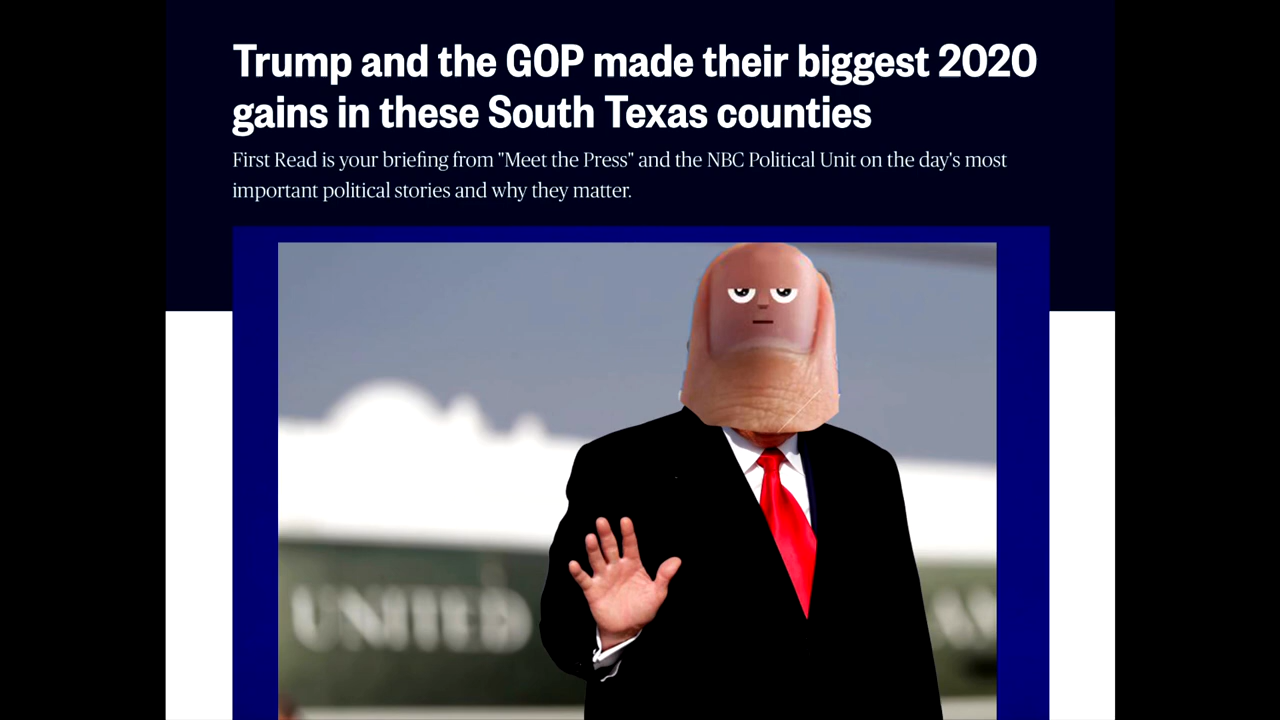 Trump and the GOP made their biggest 2020
gains in these South Texas counties
First Read is your briefing from "Meet the Press" and the NBC Political Unit on the day's most
important political stories and why they matter.
UNITED